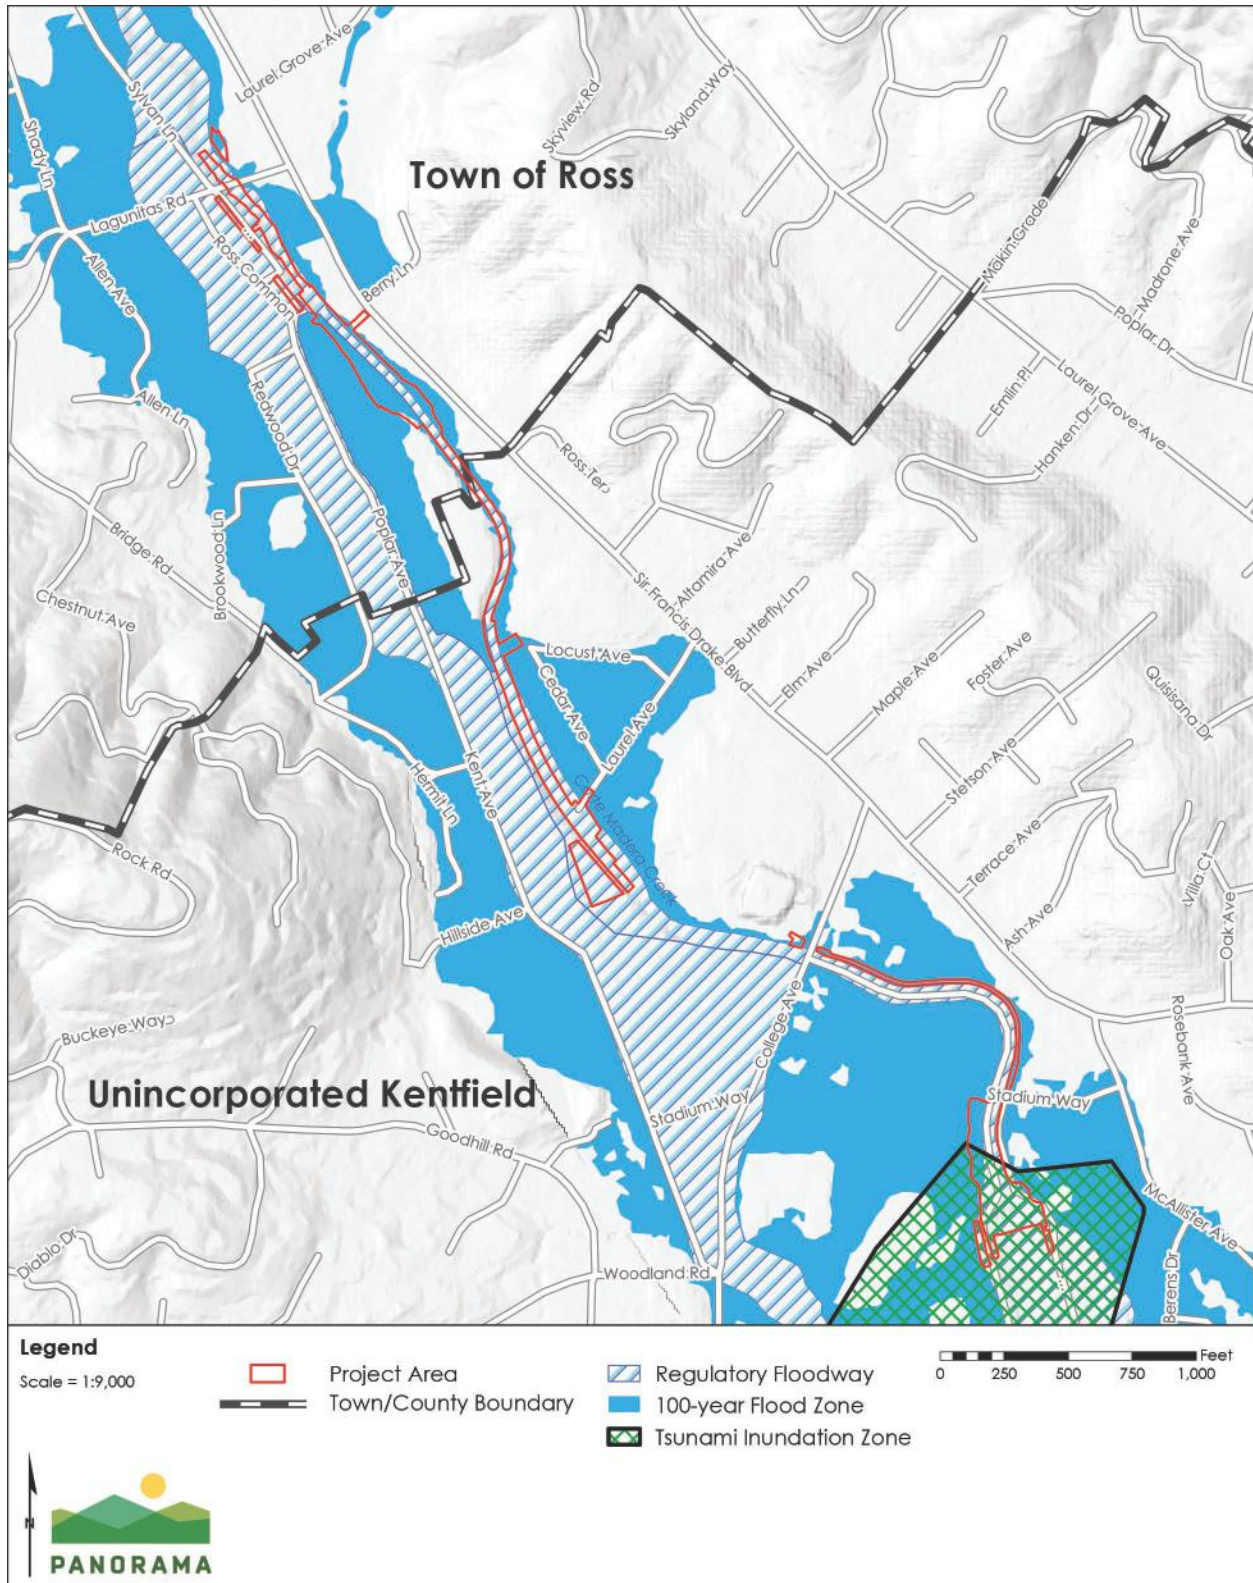 Laurel Grove Ave
Sylvan Ln
Shady Ln
Skyview Rd
Skyland Way
Town of Ross
Lagunitas Rd
Ross Common
Allen Ave
Berry Ln
Makin Grade
Madrone Ave
Poplar Dr
Allen Ln
Redwood Dr
Emlin Pl
Laurel Grove Ave
Hanken Dr
Ross Ter
Bridge Rd
Brookwood Ln
Poplar Ave
Chestnut Ave
Sir Francis Drake Blvd
Altamira Ave
Butterfly Ln
Locust Ave
Cedar Ave
Laurel Ave
Elm Ave
Maple Ave
Foster Ave
Quisisana Dr
Hermit Ln
Kent Ave
Stetson Ave
Corte Madera Creek
Rock Rd
Terrace Ave
Villa Ct
Hillside Ave
Ash Ave
Oak Ave
Buckeye Way
College Ave
Rosebank Ave
Unincorporated Kentfield
Stadium Way
Stadium Way
Goodhill Rd
McAllister Ave
Diablo Dr
Woodland Rd
Berens Dr
Legend
Scale = 1:9,000
Project Area
Town/County Boundary
Regulatory Floodway
100-year Flood Zone
Tsunami Inundation Zone
Feet
0 250 500 750 1,000
N
PANORAMA